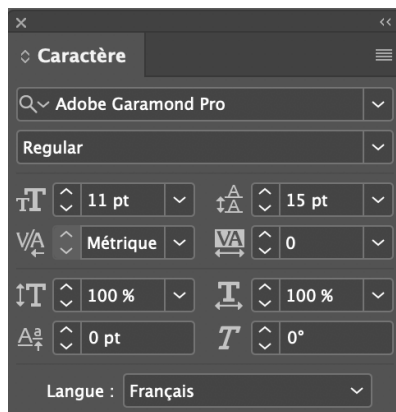 Caractère
Adobe Garamond Pro
Regular
11 pt 15 pt
Métrique 0
100 % 100 %
0 pt 0°
Langue : Français